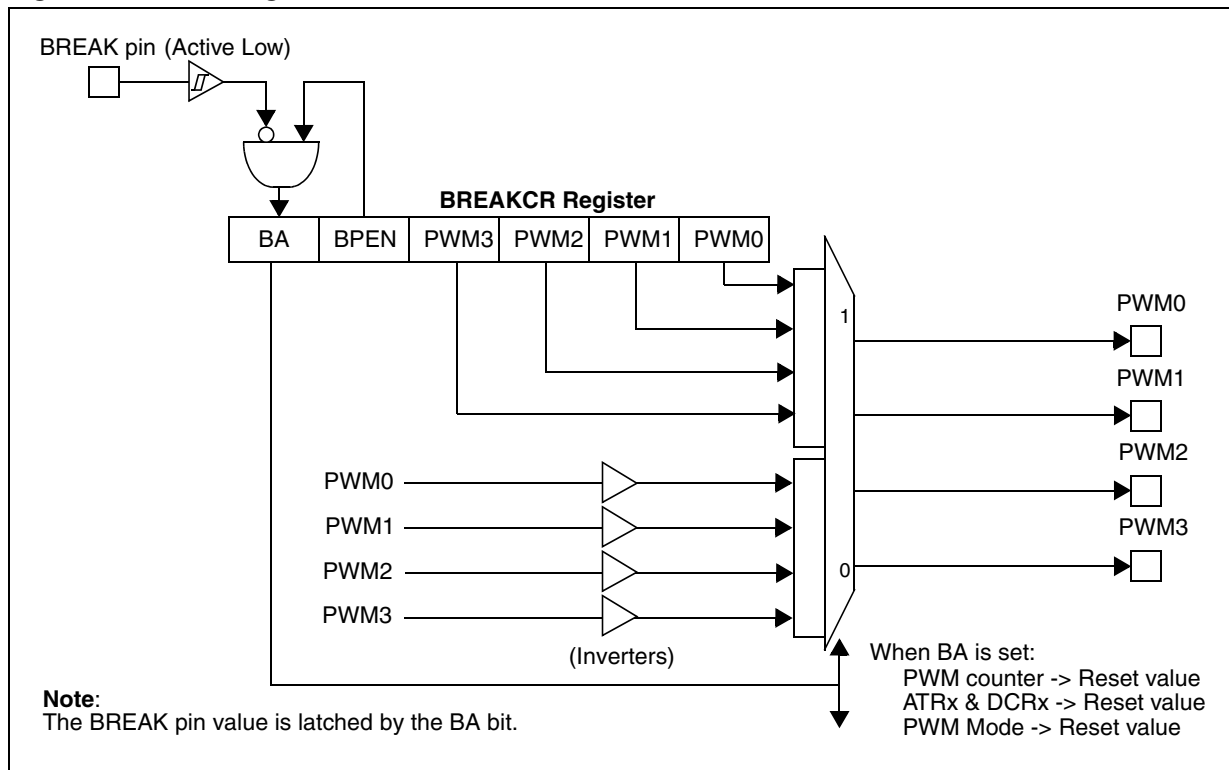 BREAK pin (Active Low)
BREAKCR Register
BA BPEN PWM3 PWM2 PWM1 PWM0
1
PWM0
PWM1
PWM2
PWM3
PWM0
PWM1
PWM2
PWM3
0
(Inverters)
When BA is set:
PWM counter -> Reset value
ATRx & DCRx -> Reset value
PWM Mode -> Reset value
Note:
The BREAK pin value is latched by the BA bit.